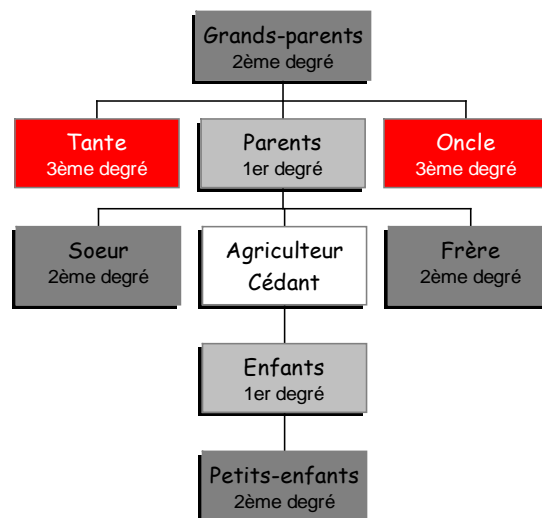 Grands-parents
2ème degré
Tante
3ème degré
Parents
1er degré
Oncle
3ème degré
Soeur
2ème degré
Agriculteur
Cédant
Frère
2ème degré
Enfants
1er degré
Petits-enfants
2ème degré